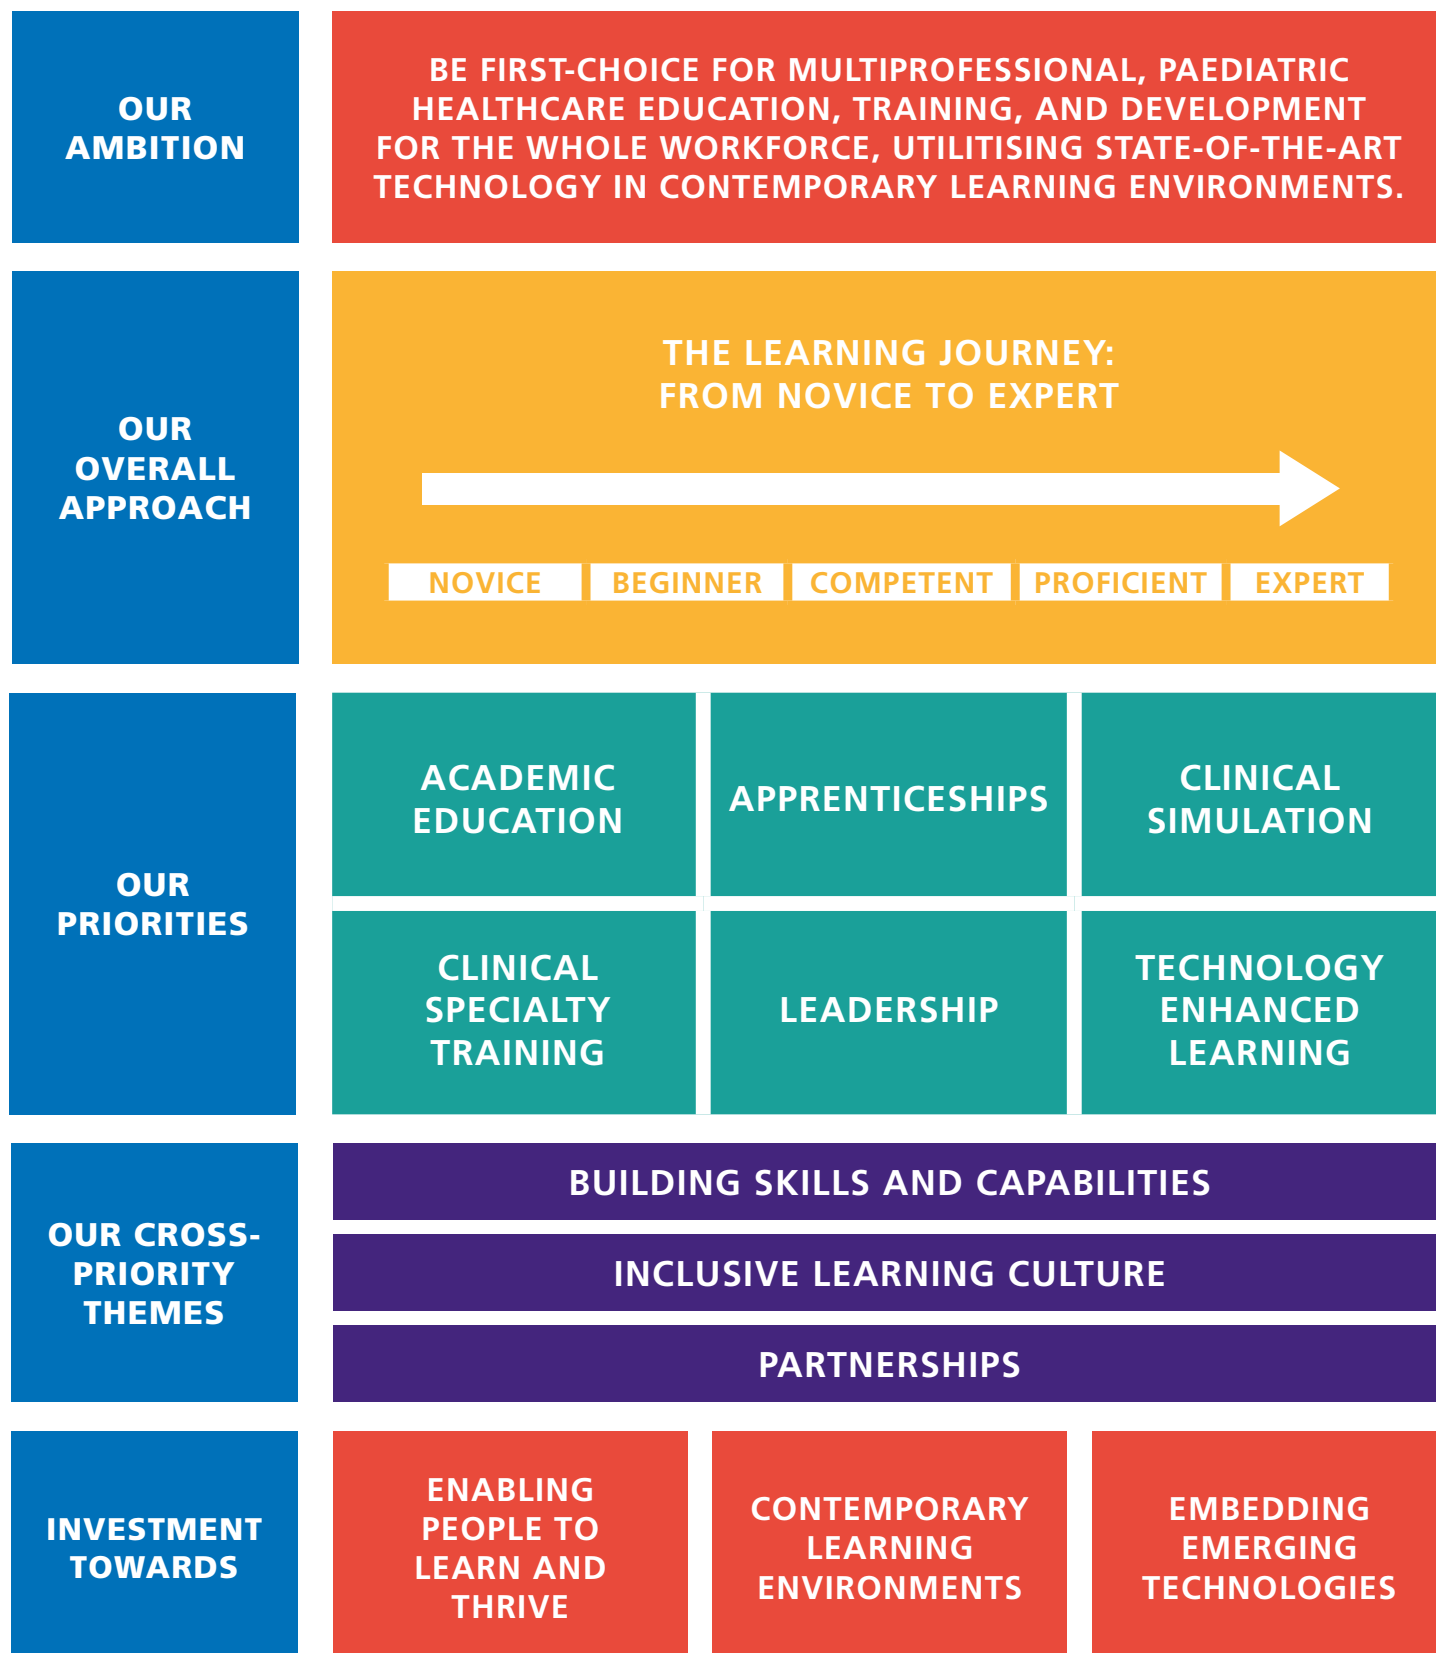 OUR
AMBITION
BE FIRST-CHOICE FOR MULTIPROFESSIONAL, PAEDIATRIC
HEALTHCARE EDUCATION, TRAINING, AND DEVELOPMENT
FOR THE WHOLE WORKFORCE, UTILITISING STATE-OF-THE-ART
TECHNOLOGY IN CONTEMPORARY LEARNING ENVIRONMENTS.
OUR
OVERALL
APPROACH
THE LEARNING JOURNEY:
FROM NOVICE TO EXPERT
NOVICE
BEGINNER
COMPETENT
PROFICIENT
EXPERT
OUR
PRIORITIES
ACADEMIC
EDUCATION
APPRENTICESHIPS
CLINICAL
SIMULATION
CLINICAL
SPECIALTY
TRAINING
LEADERSHIP
TECHNOLOGY
ENHANCED
LEARNING
OUR CROSS-
PRIORITY
THEMES
BUILDING SKILLS AND CAPABILITIES
INCLUSIVE LEARNING CULTURE
PARTNERSHIPS
INVESTMENT
TOWARDS
ENABLING
PEOPLE TO
LEARN AND
THRIVE
CONTEMPORARY
LEARNING
ENVIRONMENTS
EMBEDDING
EMERGING
TECHNOLOGIES